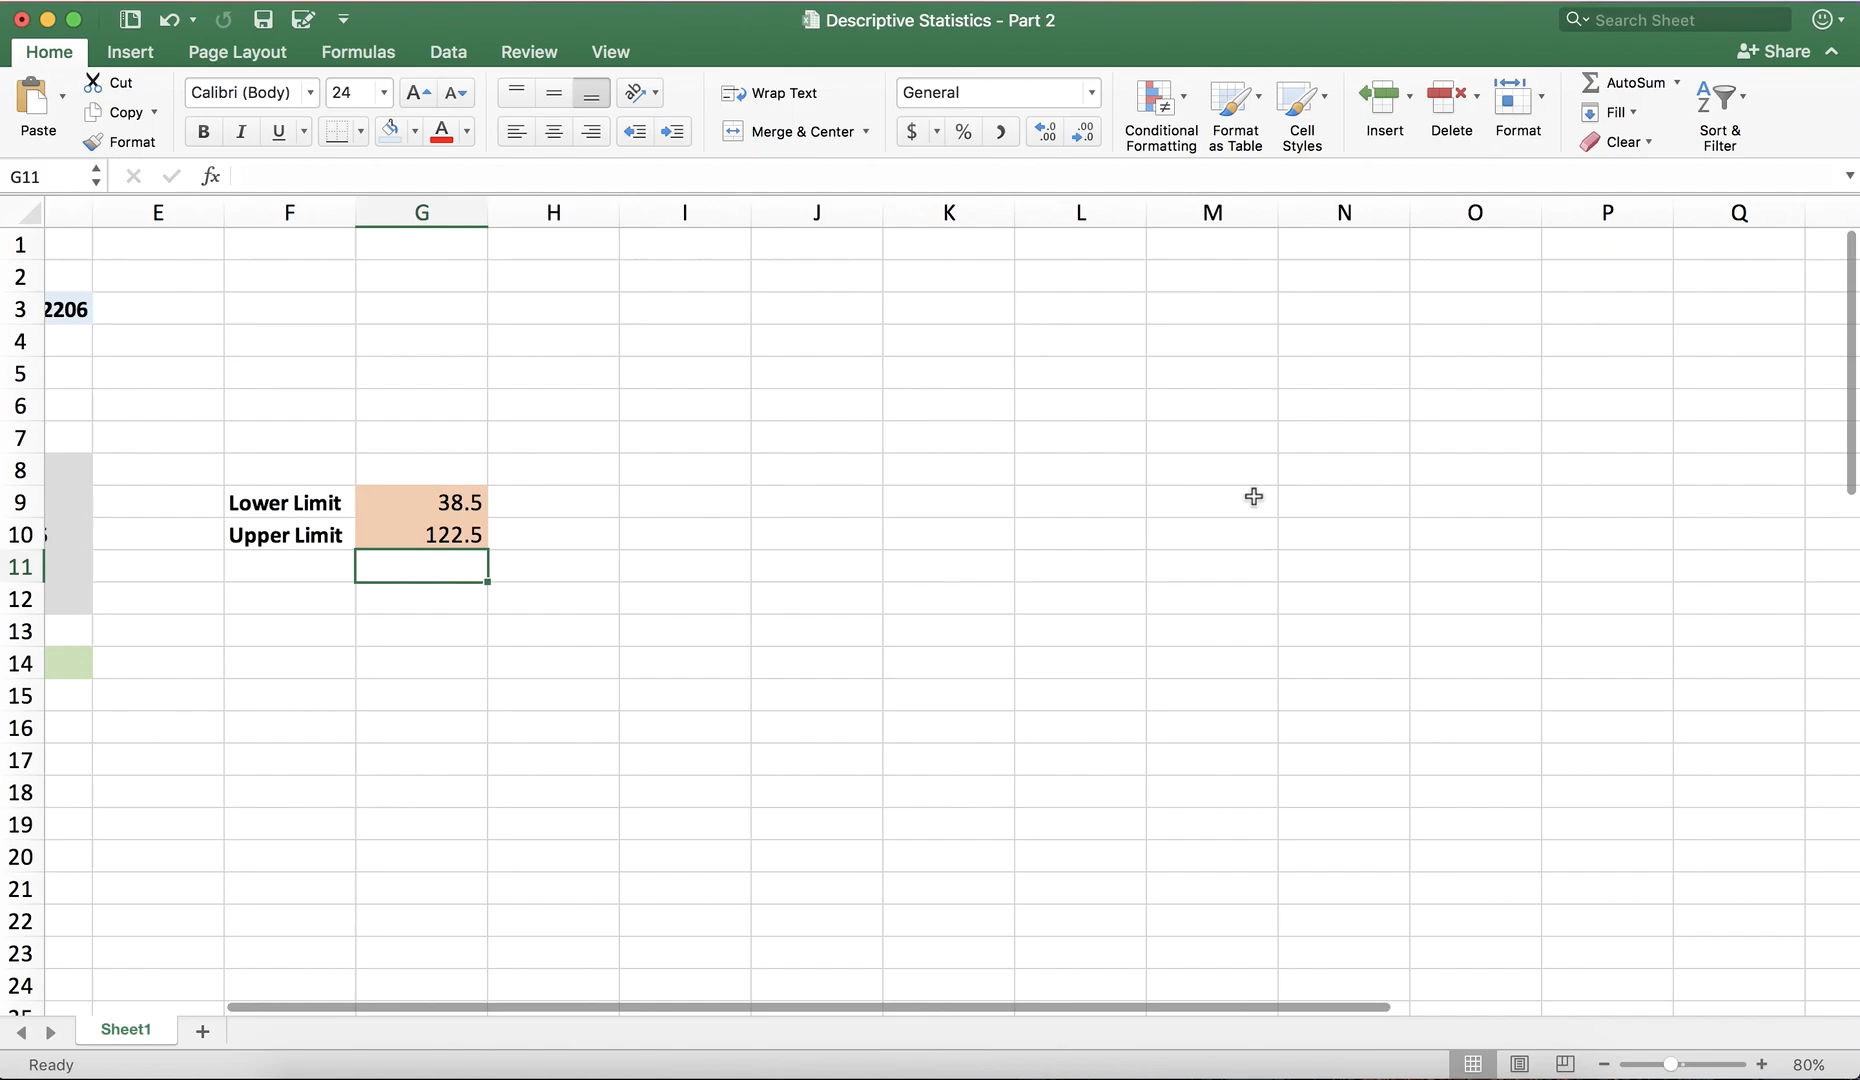 Descriptive Statistics - Part 2
Search Sheet
Home Insert Page Layout Formulas Data Review View Share
Paste
Cut
Copy
Format
Calibri (Body) 24
Wrap Text
Merge & Center
General
Conditional Formatting
Format as Table
Cell Styles
Insert
Delete
Format
AutoSum
Fill
Clear
Sort & Filter
G11 fx
E F G H I J K L M N O P Q
1
2
3 2206
4
5
6
7
8
9 Lower Limit 38.5
10 Upper Limit 122.5
11
12
13
14
15
16
17
18
19
20
21
22
23
24
Sheet1
Ready 80%